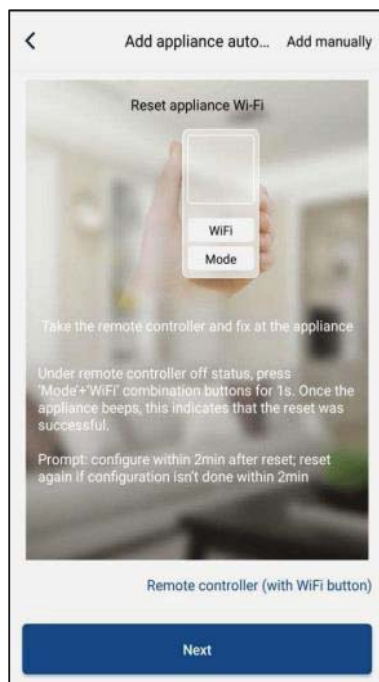 Add appliance auto... Add manually
Reset appliance Wi-Fi
WiFi
Mode
Take the remote controller and fix at the appliance
Under remote controller off status, press
'Mode'+'WiFi' combination buttons for 1s. Once the
appliance beeps, this indicates that the reset was
successful.
Prompt: configure within 2min after reset; reset
again if configuration isn't done within 2min
Remote controller (with WiFi button)
Next